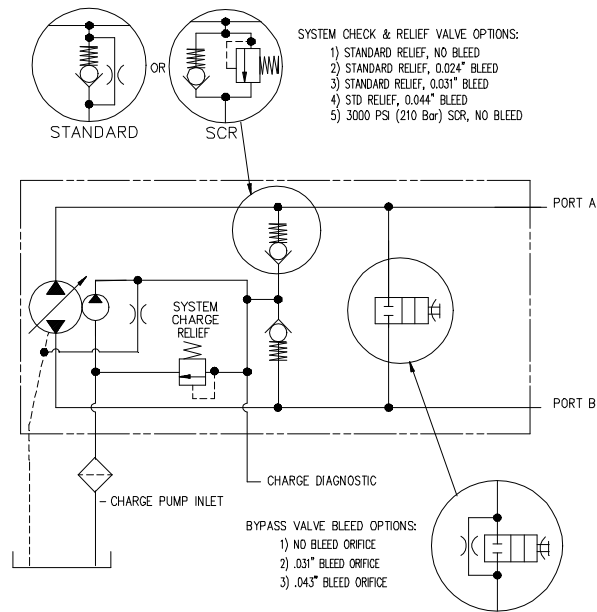 SYSTEM CHECK & RELIEF VALVE OPTIONS:
1) STANDARD RELIEF, NO BLEED
2) STANDARD RELIEF, 0.024" BLEED
3) STANDARD RELIEF, 0.031" BLEED
4) STD RELIEF, 0.044" BLEED
5) 3000 PSI (210 Bar) SCR, NO BLEED
OR
STANDARD
SCR
PORT A
SYSTEM
CHARGE
RELIEF
PORT B
CHARGE DIAGNOSTIC
CHARGE PUMP INLET
BYPASS VALVE BLEED OPTIONS:
1) NO BLEED ORIFICE
2) .031" BLEED ORIFICE
3) .043" BLEED ORIFICE